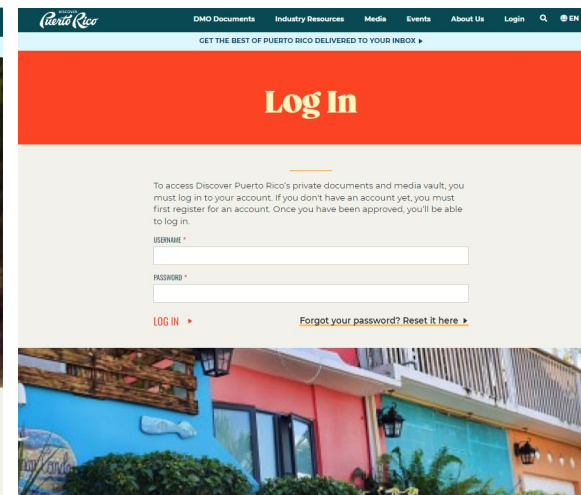 DISCOVER
Puerto Rico
DMO Documents Industry Resources Media Events About Us Login EN
GET THE BEST OF PUERTO RICO DELIVERED TO YOUR INBOX
Log In
To access Discover Puerto Rico's private documents and media vault, you
must log in to your account. If you don't have an account yet, you must
first register for an account. Once you have been approved, you'll be able
to log in.
USERNAME *
PASSWORD *
LOG IN
Forgot your password? Reset it here